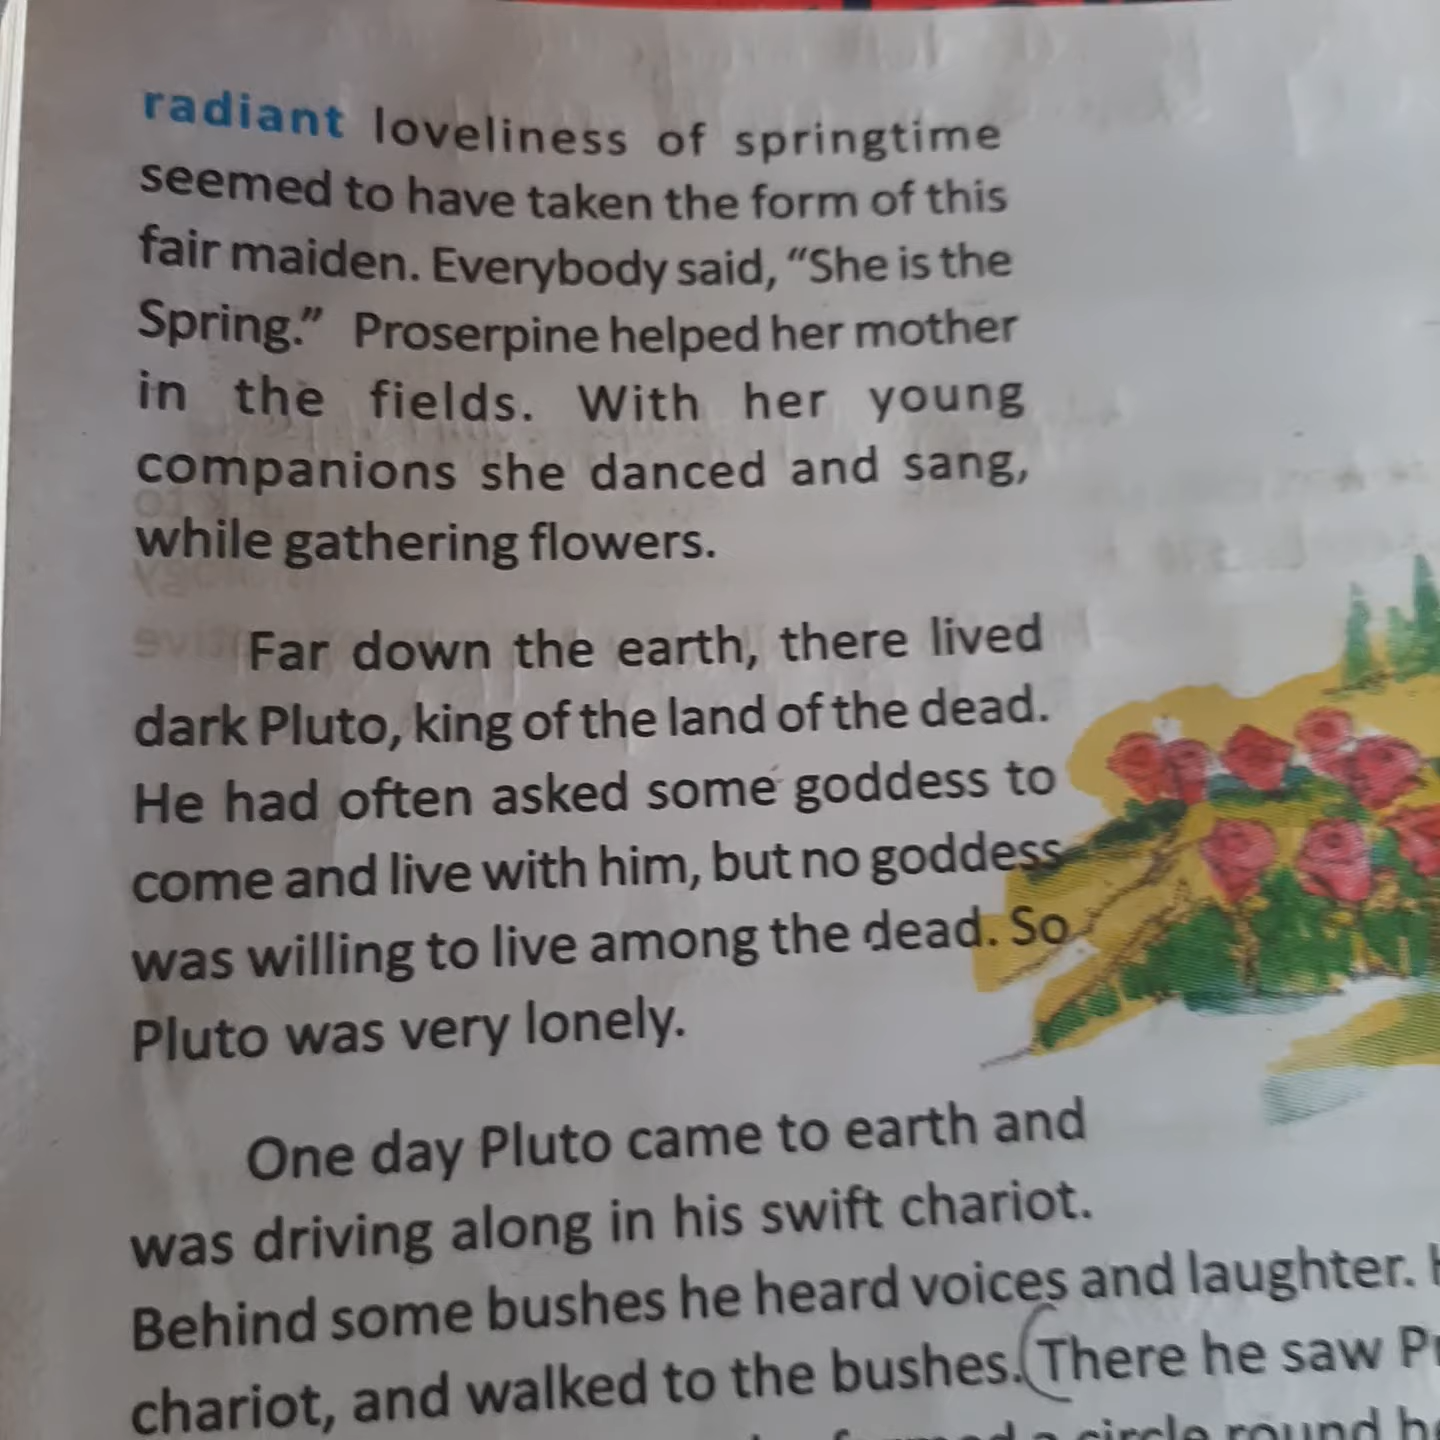 radiant loveliness of springtime
seemed to have taken the form of this
fair maiden. Everybody said, “She is the
Spring.” Proserpine helped her mother
in the fields. With her young
companions she danced and sang,
while gathering flowers.
Far down the earth, there lived
dark Pluto, king of the land of the dead.
He had often asked some goddess to
come and live with him, but no goddess
was willing to live among the dead. So
Pluto was very lonely.
One day Pluto came to earth and
was driving along in his swift chariot.
Behind some bushes he heard voices and laughter.
chariot, and walked to the bushes. There he saw
a circle round